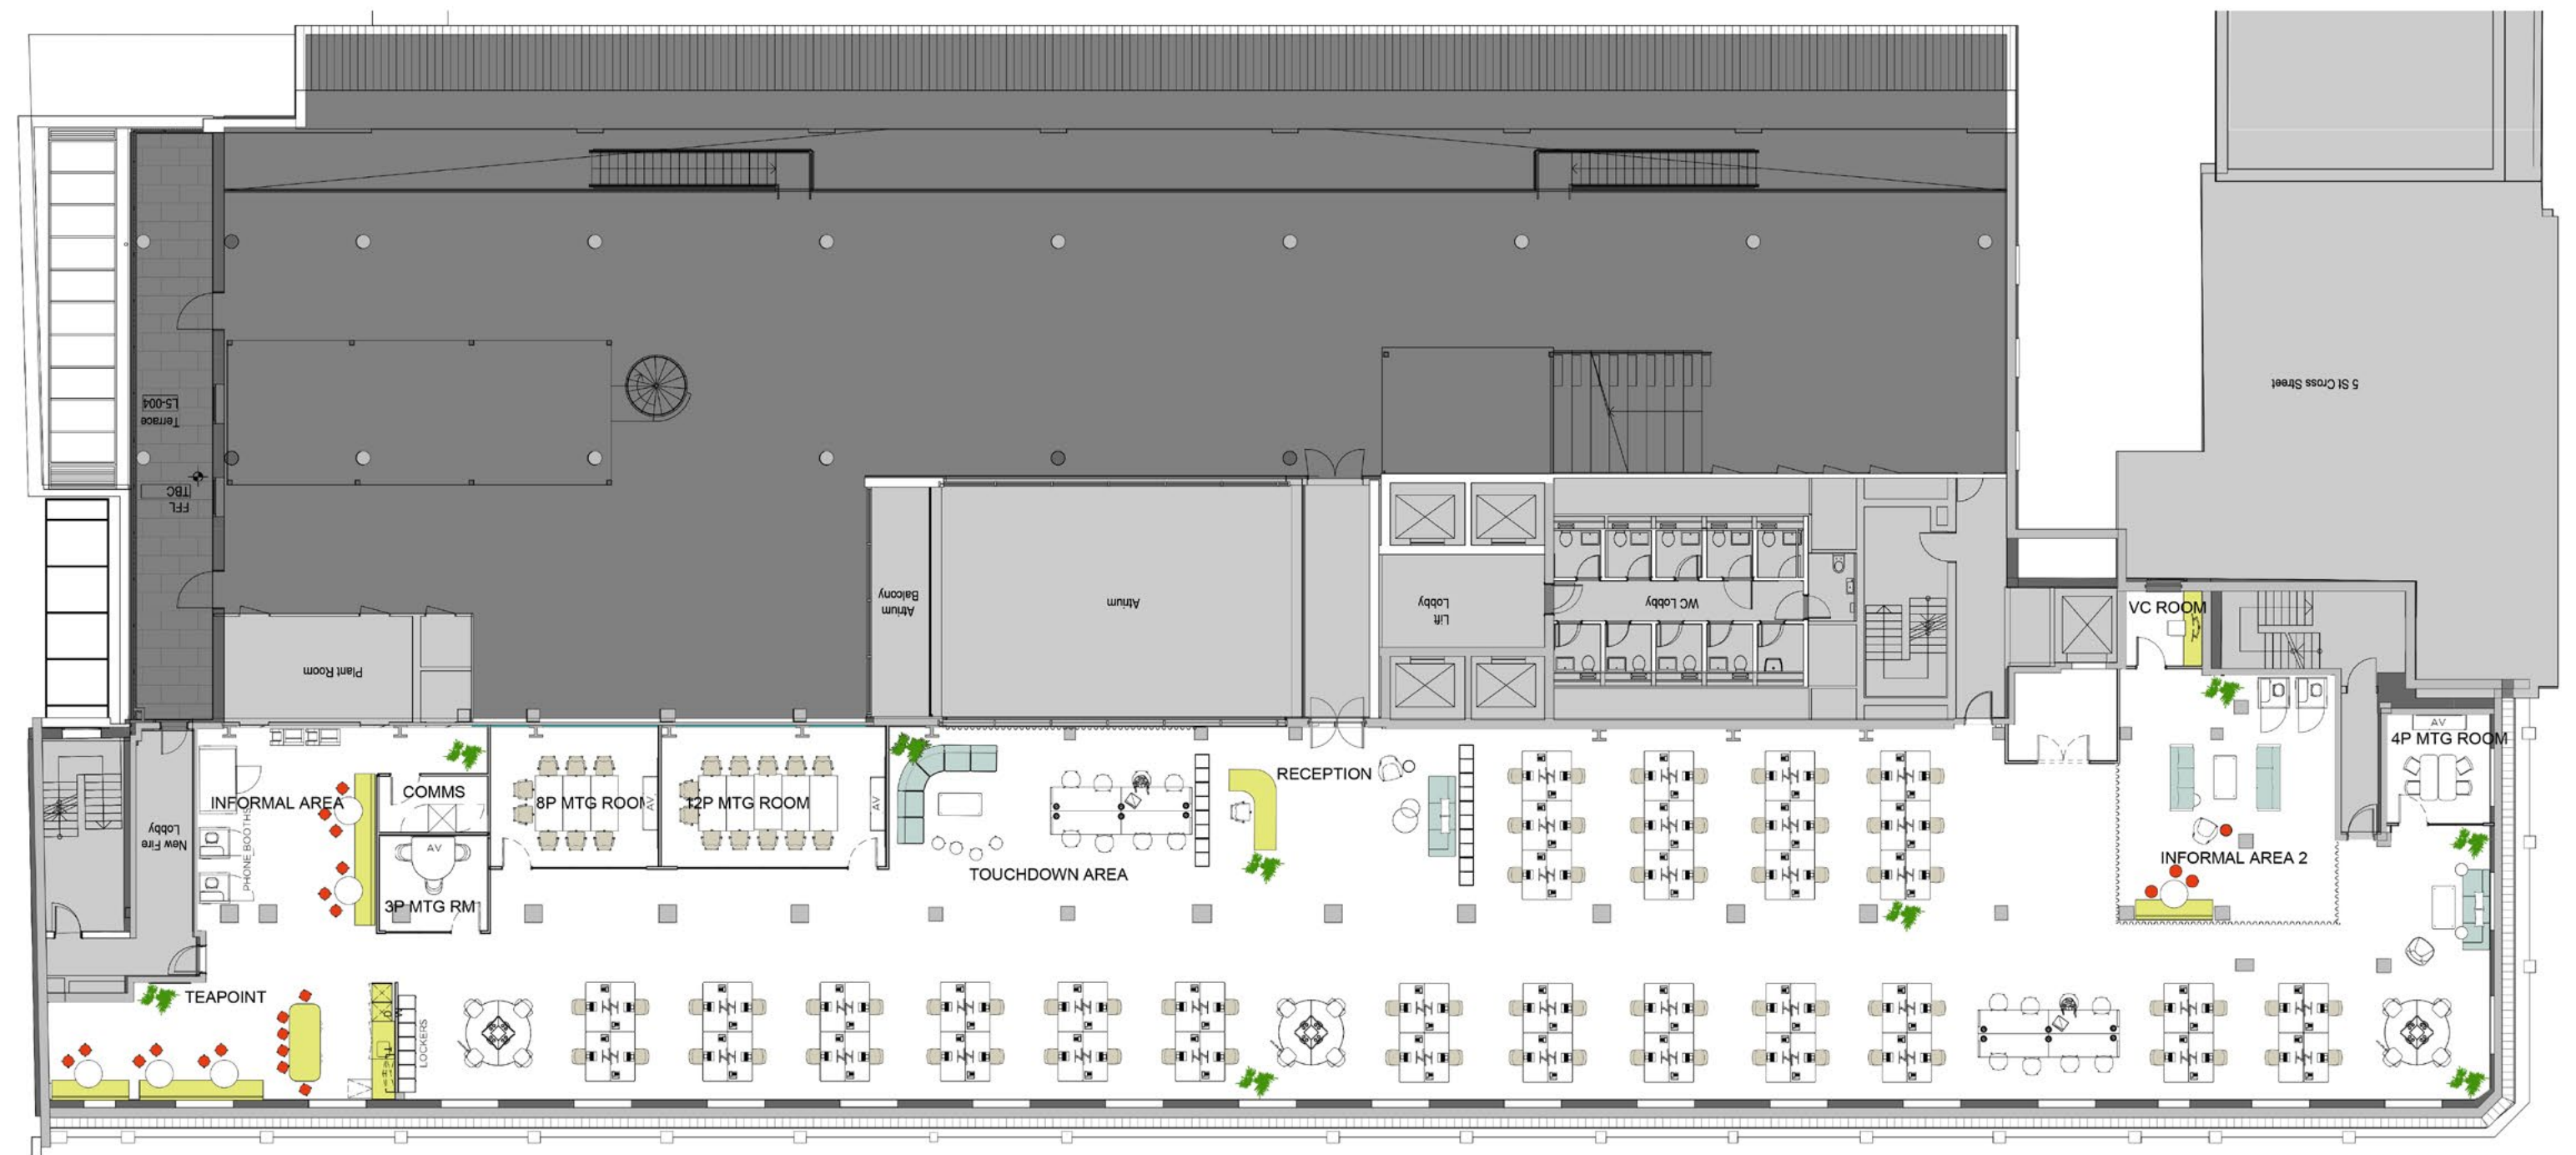 5 St Cross Street
L5-004
Terrace
TBC
FFL
Atrium
Balcony
Atrium
Lift
Lobby
WC Lobby
VC ROOM
Plant Room
AV
4P MTG ROOM
COMMS
INFORMAL AREA
8P MTG ROOM
AV
12P MTG ROOM
AV
RECEPTION
New Fire
Lobby
PHONE BOOTHS
AV
3P MTG RM
TOUCHDOWN AREA
INFORMAL AREA 2
TEAPOINT
LOCKERS